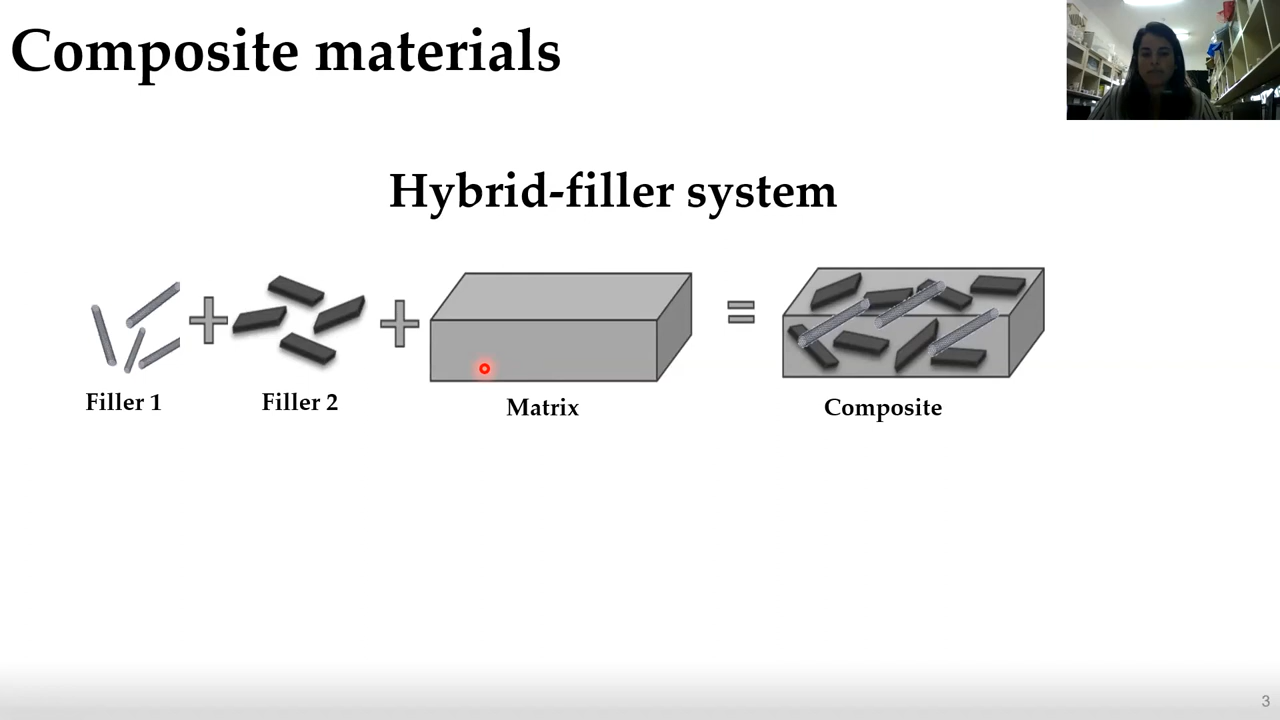 Composite materials
Hybrid-filler system
Filler 1
Filler 2
Matrix
Composite
3